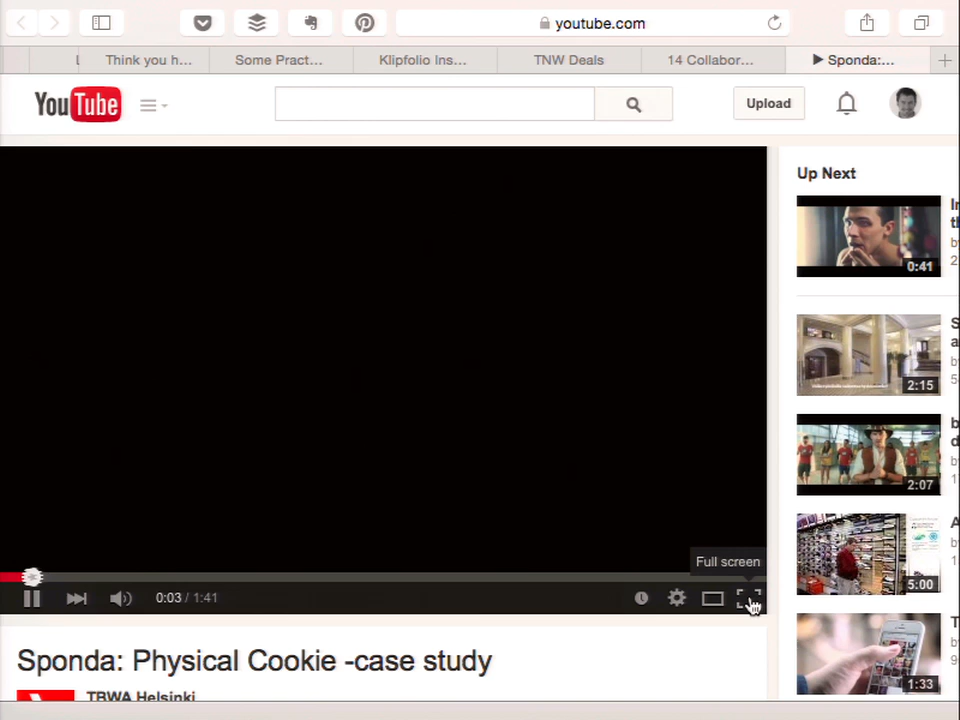 youtube.com
Think you h...
Some Pract...
Klipfolio Ins...
TNW Deals
14 Collabor...
Sponda:...
YouTube
Upload
Up Next
0:41
2:15
2:07
5:00
1:33
Full screen
0:03 / 1:41
Sponda: Physical Cookie -case study
TBWA Helsinki